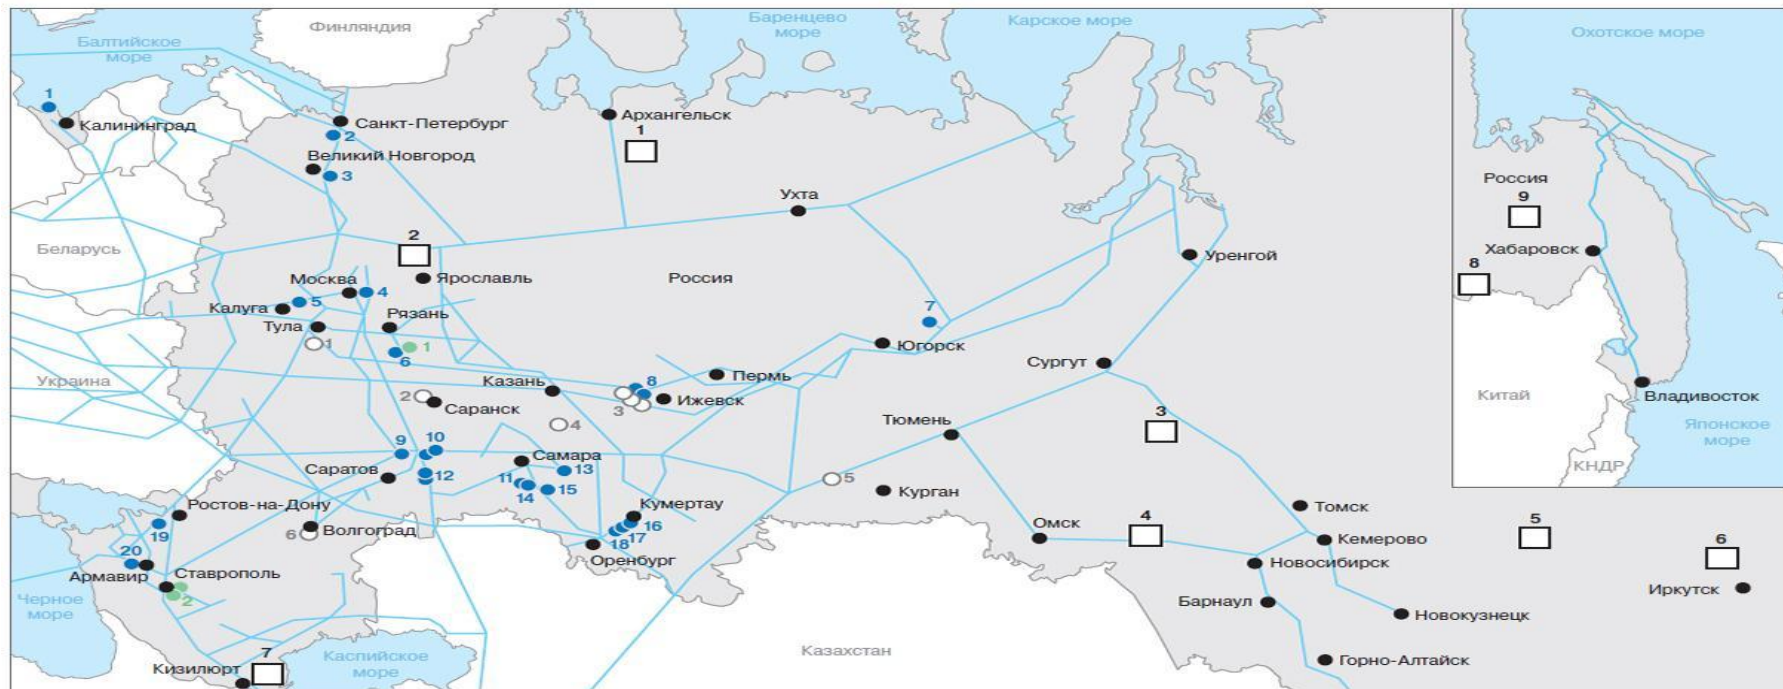 Финляндия
Баренцево
море
Карское море
Охотское море
Балтийское
море
1
Калининград
Санкт-Петербург
2
Великий Новгород
3
Архангельск
1
Ухта
Россия
9
Хабаровск
8
Беларусь
2
Ярославль
Россия
Уренгой
Москва
4
Калуга
5
Тула
Рязань
1
1
6
7
Югорск
Сургут
Украина
Казань
8
Пермь
Ижевск
3
2
Саранск
4
Тюмень
3
Китай
Владивосток
Японское
море
КНДР
9
10
Саратов
12
Самара
11
13
14
15
5
Курган
Кумертау
16
17
18
Оренбург
Ростов-на-Дону
19
Волгоград
6
20
Армавир
Ставрополь
2
Омск
4
Томск
Кемерово
5
6
Новосибирск
Иркутск
Барнаул
Новокузнецк
Черное
море
Казахстан
Горно-Алтайск
Кизилюрт
7
Каспийское
море